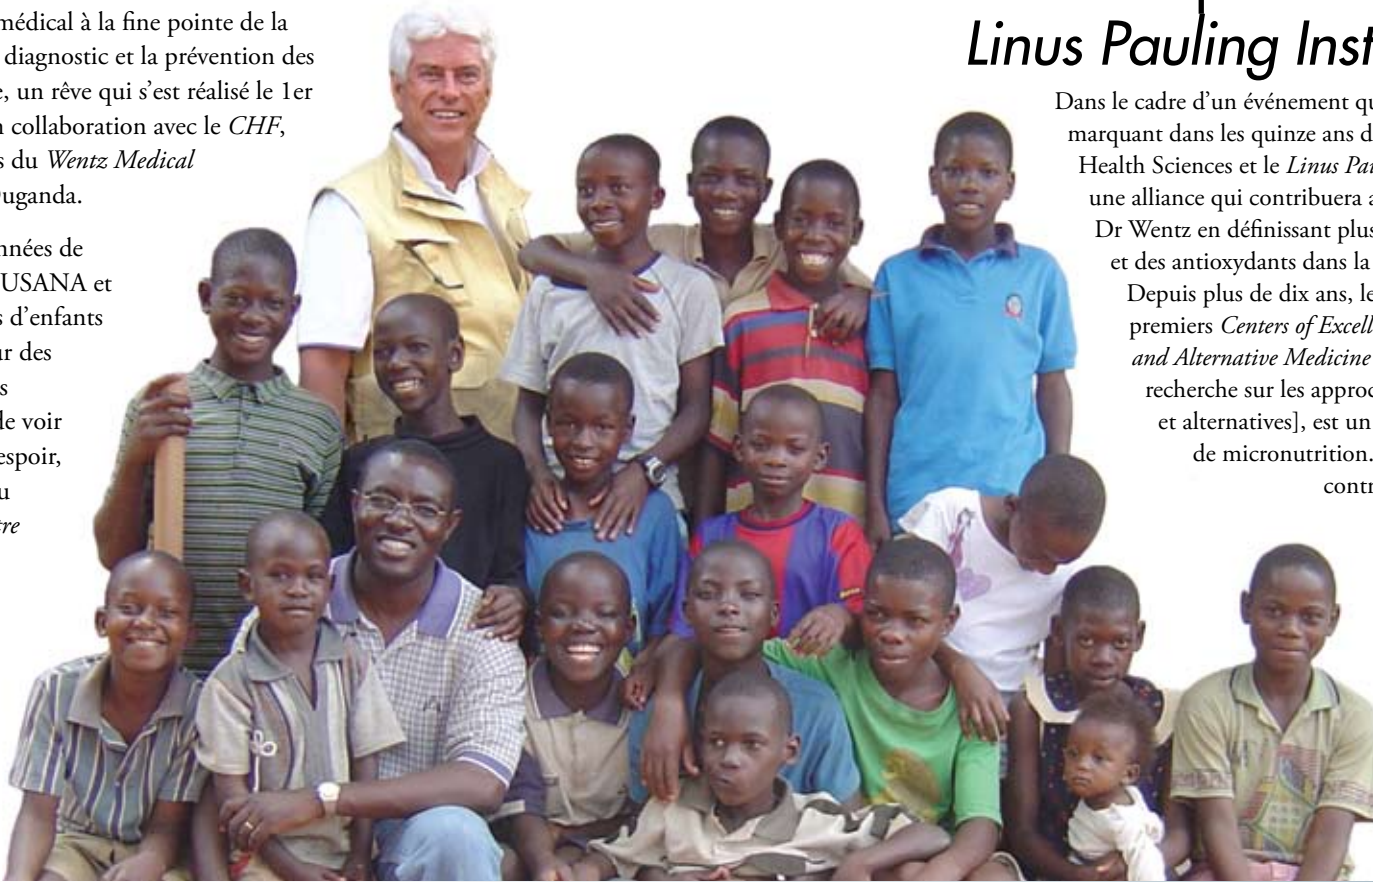 médical à la fine pointe de la
diagnostic et la prévention des
, un rêve qui s'est réalisé le 1er
collaboration avec le CHF,
du Wentz Medical
uganda.
nnées de
USANA et
d'enfants
des
de voir
espoir,
Linus Pauling Inst
Dans le cadre d'un événement qu
marquant dans les quinze ans d
Health Sciences et le Linus Pau
une alliance qui contribuera a
Dr Wentz en définissant plus
et des antioxydants dans la
Depuis plus de dix ans, le
premiers Centers of Excell
and Alternative Medicine
recherche sur les approc
et alternatives], est un
de micronutrition.
contr